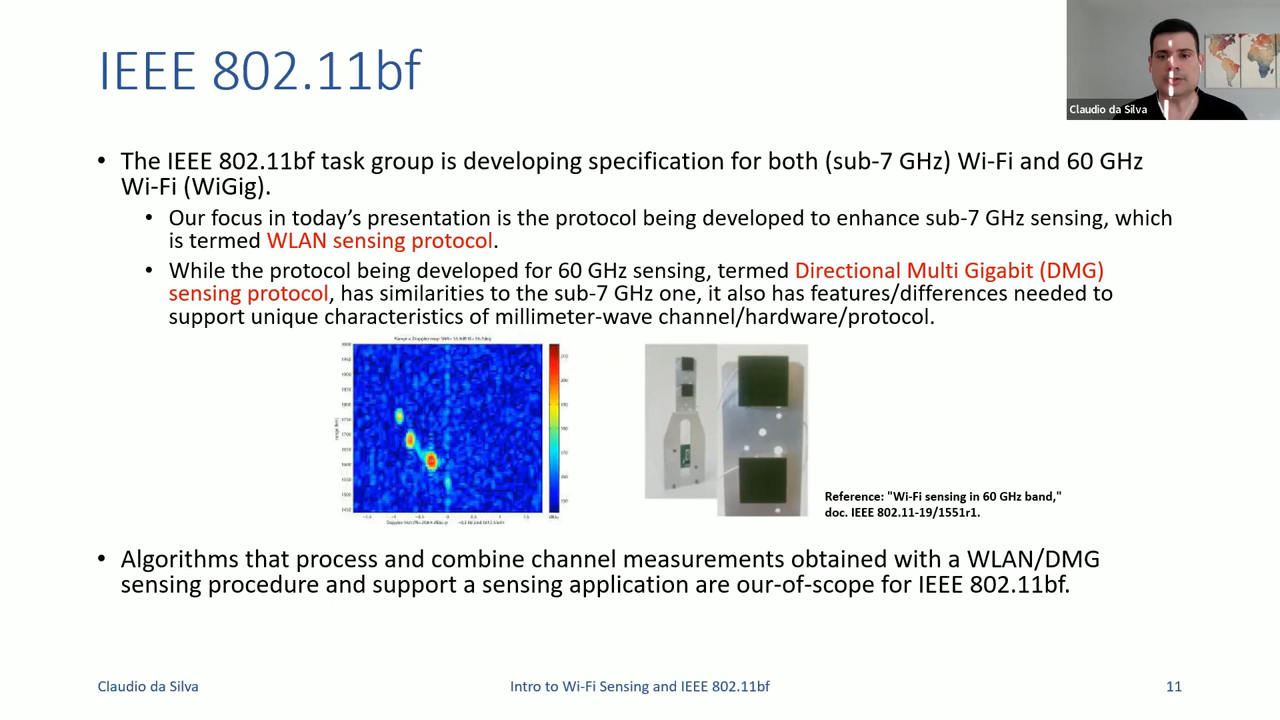 IEEE 802.11bf
Claudio da Silva
• The IEEE 802.11bf task group is developing specification for both (sub-7 GHz) Wi-Fi and 60 GHz
Wi-Fi (WiGig).
• Our focus in today's presentation is the protocol being developed to enhance sub-7 GHz sensing, which
is termed WLAN sensing protocol.
• While the protocol being developed for 60 GHz sensing, termed Directional Multi Gigabit (DMG)
sensing protocol, has similarities to the sub-7 GHz one, it also has features/differences needed to
support unique characteristics of millimeter-wave channel/hardware/protocol.
Reference: "Wi-Fi sensing in 60 GHz band,"
doc. IEEE 802.11-19/1551r1.
• Algorithms that process and combine channel measurements obtained with a WLAN/DMG
sensing procedure and support a sensing application are our-of-scope for IEEE 802.11bf.
Claudio da Silva
Intro to Wi-Fi Sensing and IEEE 802.11bf
11